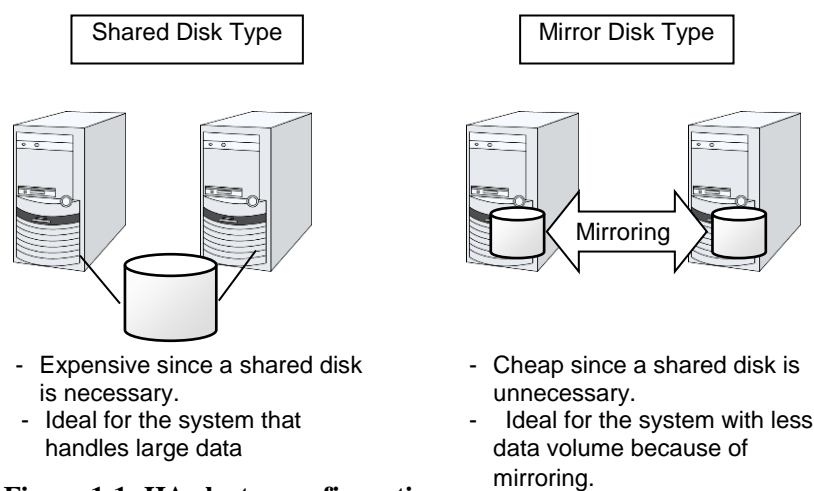 Shared Disk Type
Mirror Disk Type
Mirroring
- Expensive since a shared disk
is necessary.
- Ideal for the system that
handles large data
- Cheap since a shared disk is
unnecessary.
- Ideal for the system with less
data volume because of
mirroring.